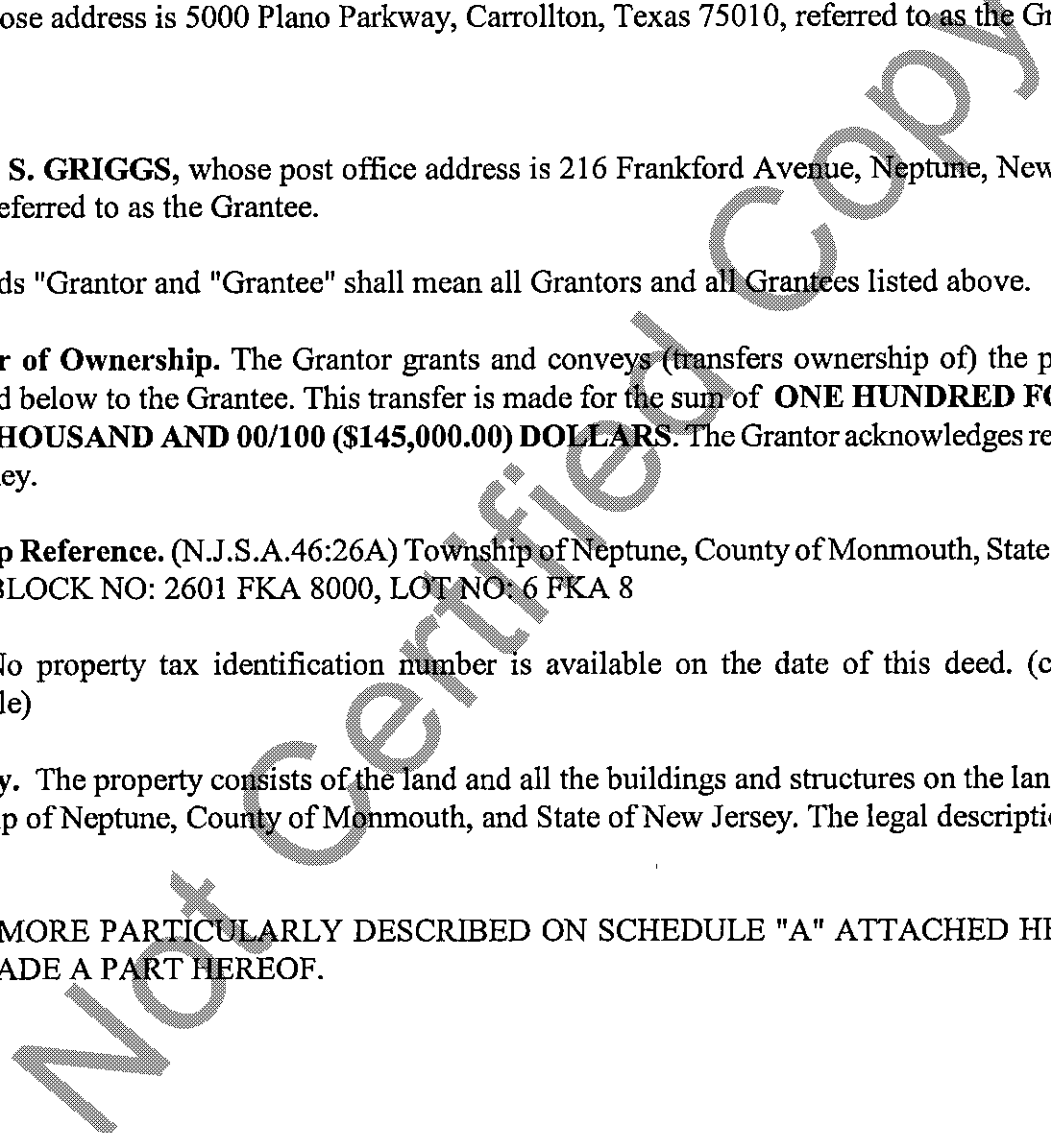 ose address is 5000 Plano Parkway, Carrollton, Texas 75010, referred to as the Gr
S. GRIGGS, whose post office address is 216 Frankford Avenue, Neptune, New
eferred to as the Grantee.
ds "Grantor and "Grantee" shall mean all Grantors and all Grantees listed above.
r of Ownership. The Grantor grants and conveys (transfers ownership of) the p
d below to the Grantee. This transfer is made for the sum of ONE HUNDRED FO
HOUSAND AND 00/100 ($145,000.00) DOLLARS. The Grantor acknowledges re
ey.
p Reference. (N.J.S.A.46:26A) Township of Neptune, County of Monmouth, State
BLOCK NO: 2601 FKA 8000, LOT NO: 6 FKA 8
No property tax identification number is available on the date of this deed. (c
le)
y. The property consists of the land and all the buildings and structures on the lan
p of Neptune, County of Monmouth, and State of New Jersey. The legal descripti
MORE PARTICULARLY DESCRIBED ON SCHEDULE "A" ATTACHED HE
ADE A PART HEREOF.
Not Certified Copy